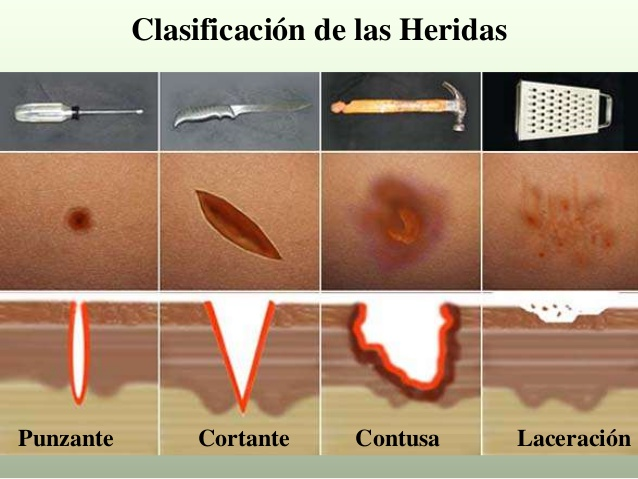 Clasificación de las Heridas
Punzante Cortante Contusa Laceración